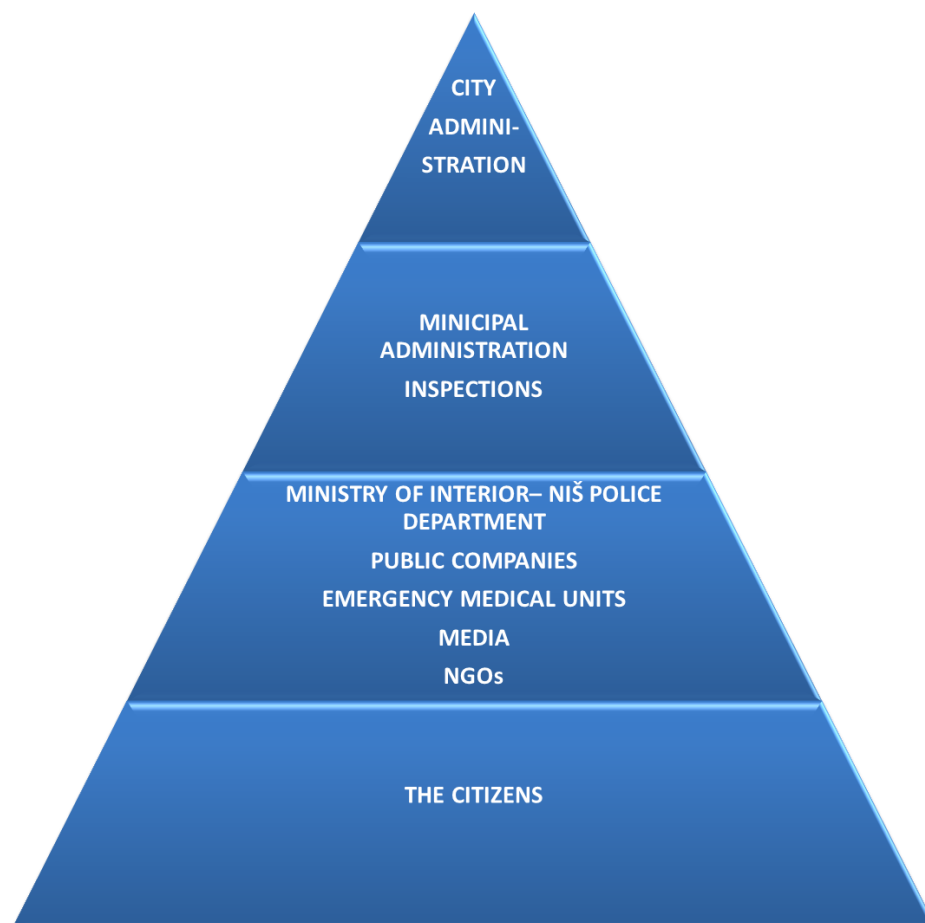 CITY
ADMINI-
STRATION
MINICIPAL
ADMINISTRATION
INSPECTIONS
MINISTRY OF INTERIOR– NIŠ POLICE
DEPARTMENT
PUBLIC COMPANIES
EMERGENCY MEDICAL UNITS
MEDIA
NGOs
THE CITIZENS